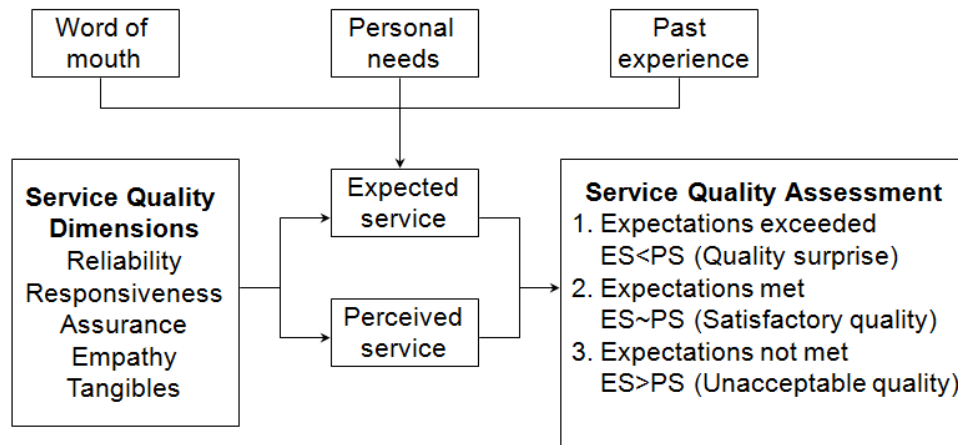 Word of
mouth
Personal
needs
Past
experience
Service Quality
Dimensions
Reliability
Responsiveness
Assurance
Empathy
Tangibles
Expected
service
Perceived
service
Service Quality Assessment
1. Expectations exceeded
ES<PS (Quality surprise)
2. Expectations met
ES~PS (Satisfactory quality)
3. Expectations not met
ES>PS (Unacceptable quality)